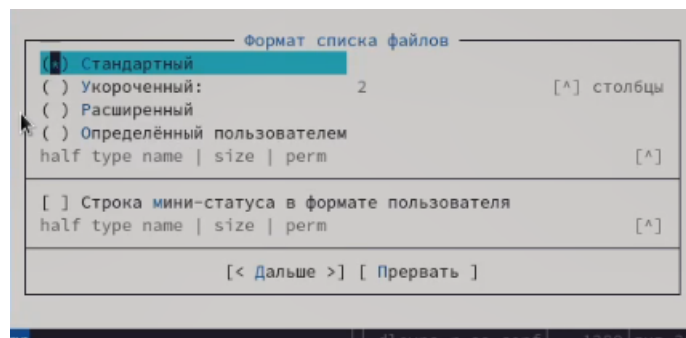 Формат списка файлов
(*) Стандартный
( ) Укороченный: 2 [^] столбцы
( ) Расширенный
( ) Определённый пользователем
half type name | size | perm [^]
[ ] Строка мини-статуса в формате пользователя
half type name | size | perm [^]
[< Дальше >] [ Прервать ]